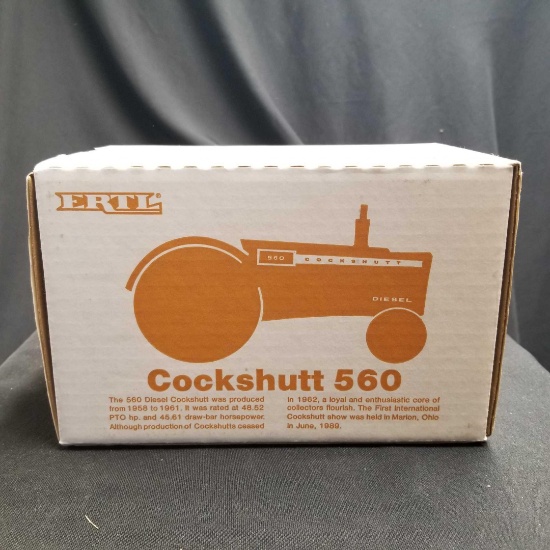 ERTL®
560 COCKSHUTT
DIESEL
Cockshutt 560
The 560 Diesel Cockshutt was produced
from 1958 to 1961. It was rated at 48.52
PTO hp. and 46.61 draw-bar horsepower.
Although production of Cockshutts ceased
in 1962, a loyal and enthusiastic core of
collectors flourish. The First International
Cockshutt show was held in Marion, Ohio
in June, 1989.